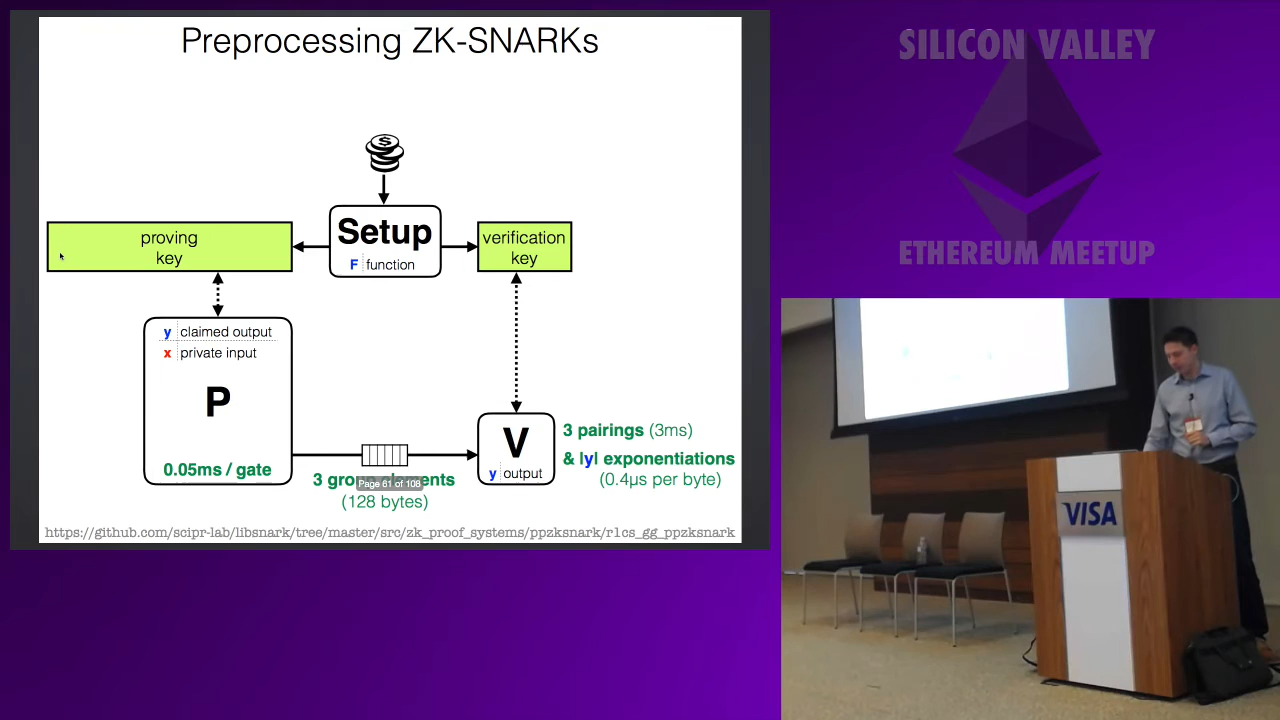 Preprocessing ZK-SNARKs
$
proving
key
Setup
F function
verification
key
y claimed output
x private input
P
0.05ms / gate
3 group elements
Page 61 of 108
(128 bytes)
V
y output
3 pairings (3ms)
& |y| exponentiations
(0.4µs per byte)
https://github.com/scipr-lab/libsnark/tree/master/src/zk_proof_systems/ppzksnark/r1cs_gg_ppzksnark
SILICON VALLEY
ETHEREUM MEETUP
VISA